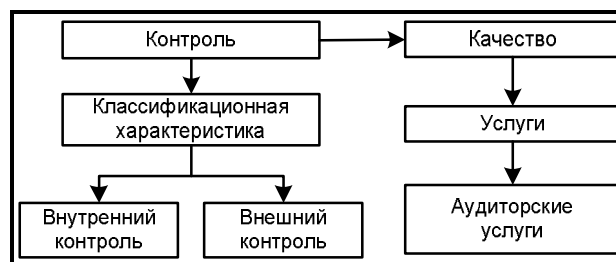 Контроль
Качество
Классификационная
характеристика
Услуги
Внутренний
контроль
Внешний
контроль
Аудиторские
услуги